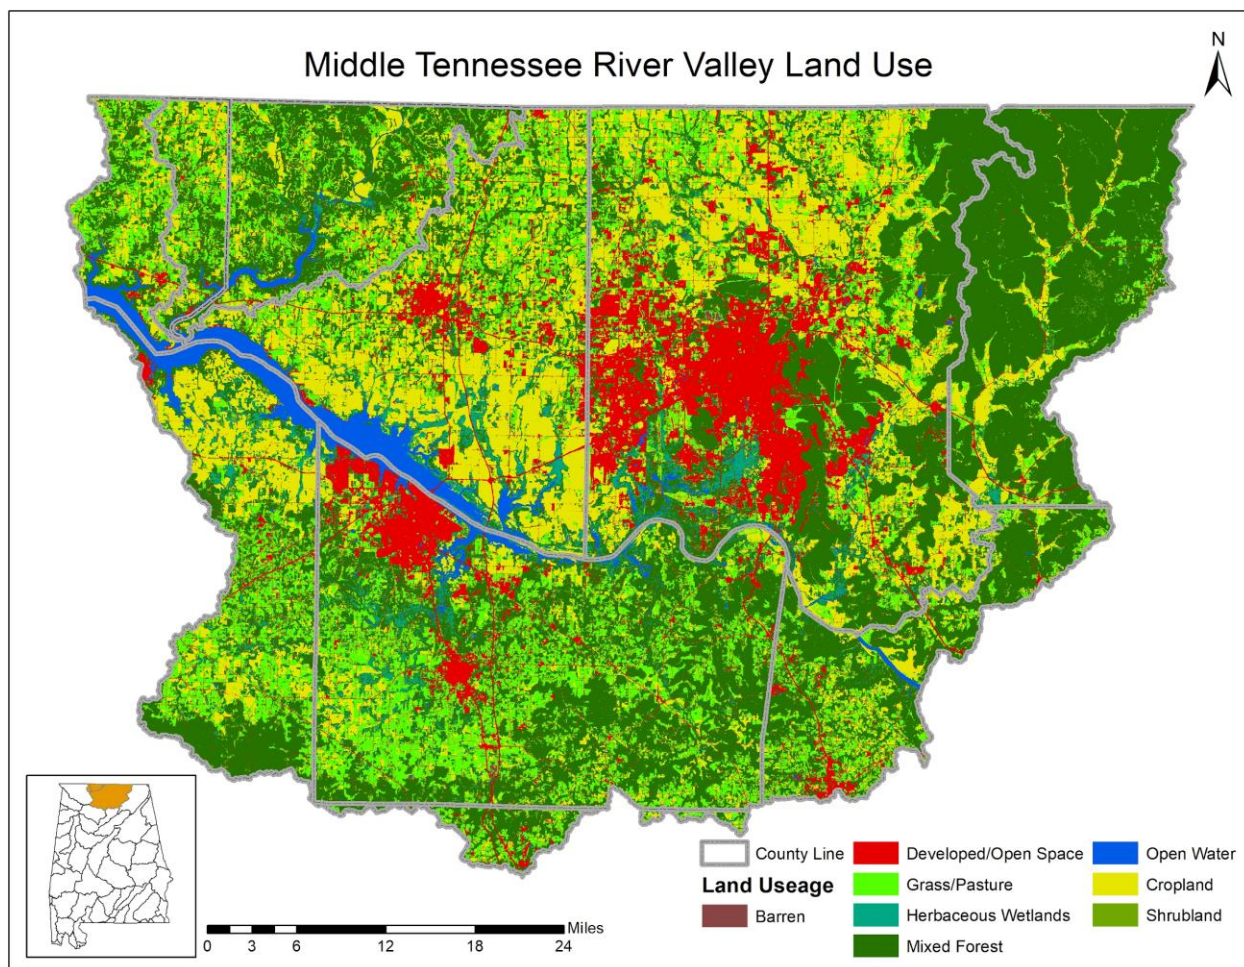 Middle Tennessee River Valley Land Use
N
County Line
Land Useage
Barren
Developed/Open Space
Grass/Pasture
Herbaceous Wetlands
Mixed Forest
Open Water
Cropland
Shrubland
Miles
0 3 6 12 18 24